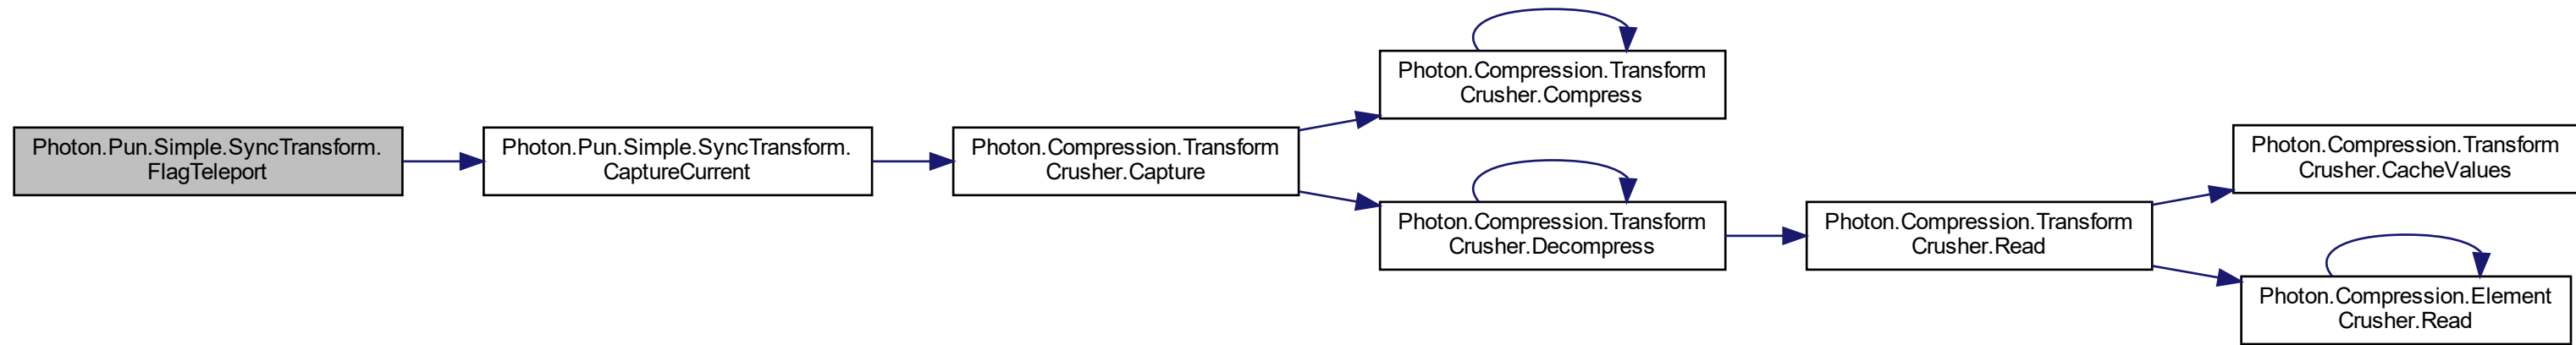 Photon.Pun.Simple.SyncTransform.
FlagTeleport
Photon.Pun.Simple.SyncTransform.
CaptureCurrent
Photon.Compression.Transform
Crusher.Capture
Photon.Compression.Transform
Crusher.Compress
Photon.Compression.Transform
Crusher.Decompress
Photon.Compression.Transform
Crusher.Read
Photon.Compression.Transform
Crusher.CacheValues
Photon.Compression.Element
Crusher.Read